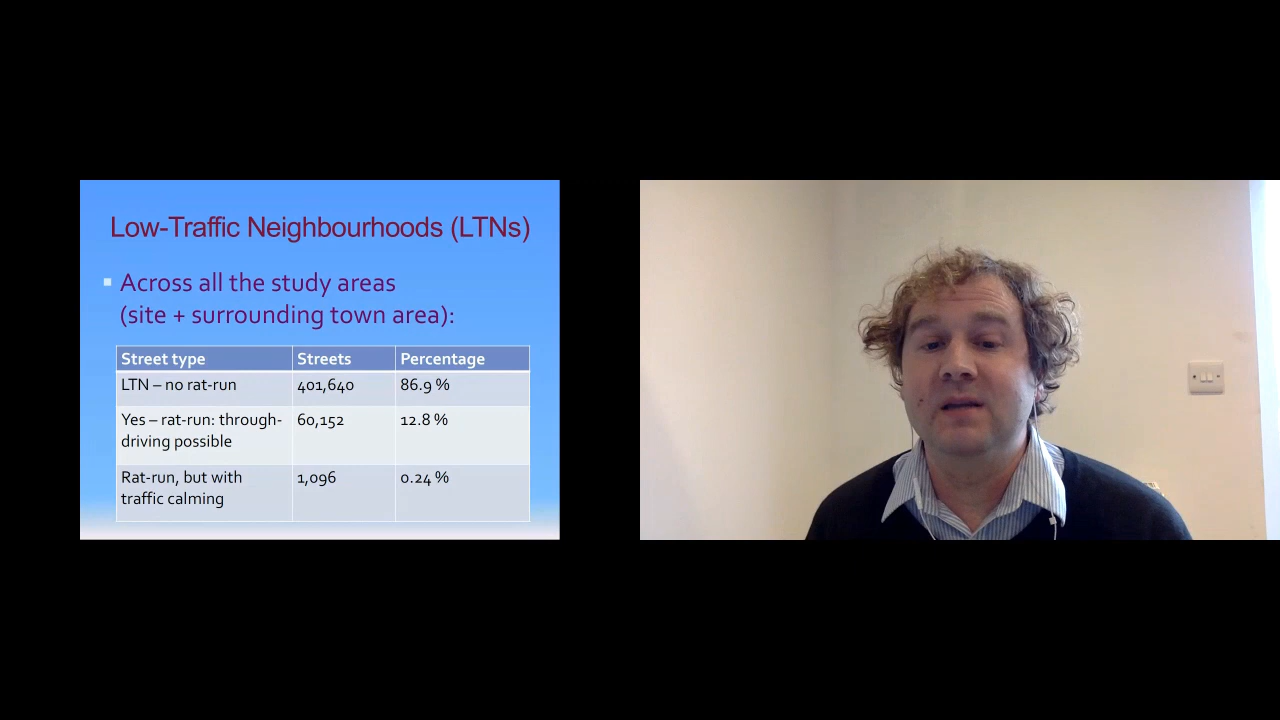 Low-Traffic Neighbourhoods (LTNs)
Across all the study areas
(site + surrounding town area):
Street type Streets Percentage
LTN – no rat-run 401,640 86.9 %
Yes – rat-run: through-
driving possible 60,152 12.8 %
Rat-run, but with
traffic calming 1,096 0.24 %